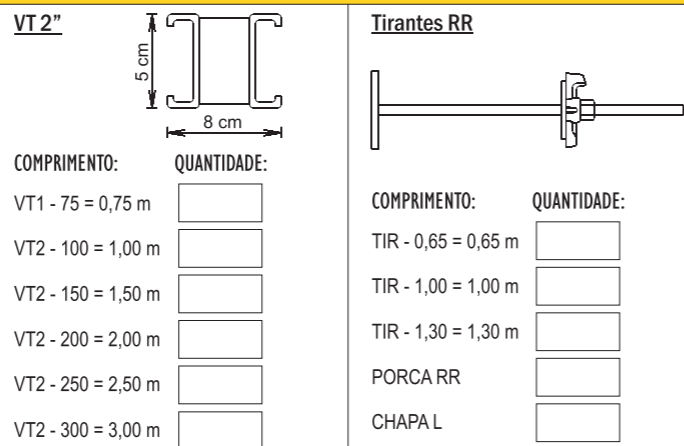 VT 2”
5 cm
8 cm
COMPRIMENTO: QUANTIDADE:
VT1 - 75 = 0,75 m
VT2 - 100 = 1,00 m
VT2 - 150 = 1,50 m
VT2 - 200 = 2,00 m
VT2 - 250 = 2,50 m
VT2 - 300 = 3,00 m
Tirantes RR
COMPRIMENTO: QUANTIDADE:
TIR - 0,65 = 0,65 m
TIR - 1,00 = 1,00 m
TIR - 1,30 = 1,30 m
PORCA RR
CHAPA L